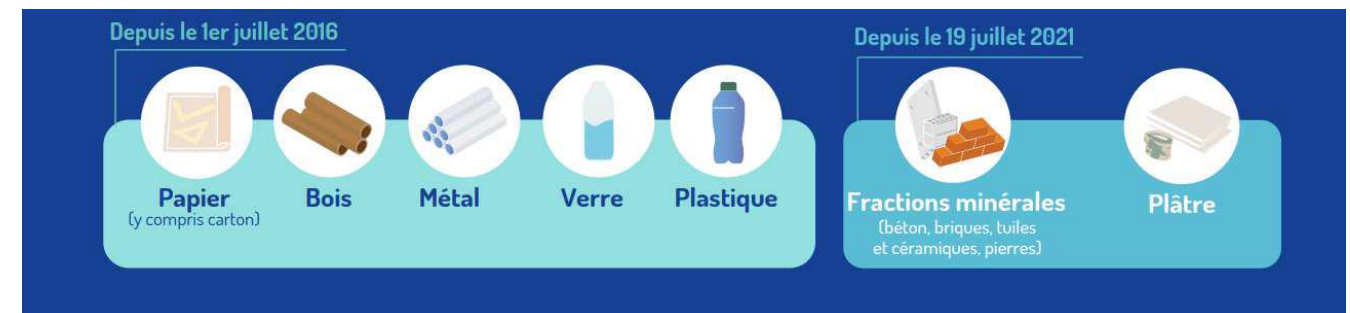 Depuis le 1er juillet 2016
Papier
(y compris carton)
Bois
Métal
Verre
Plastique
Depuis le 19 juillet 2021
Fractions minérales
(béton, briques, tuiles
et céramiques, pierres)
Plâtre